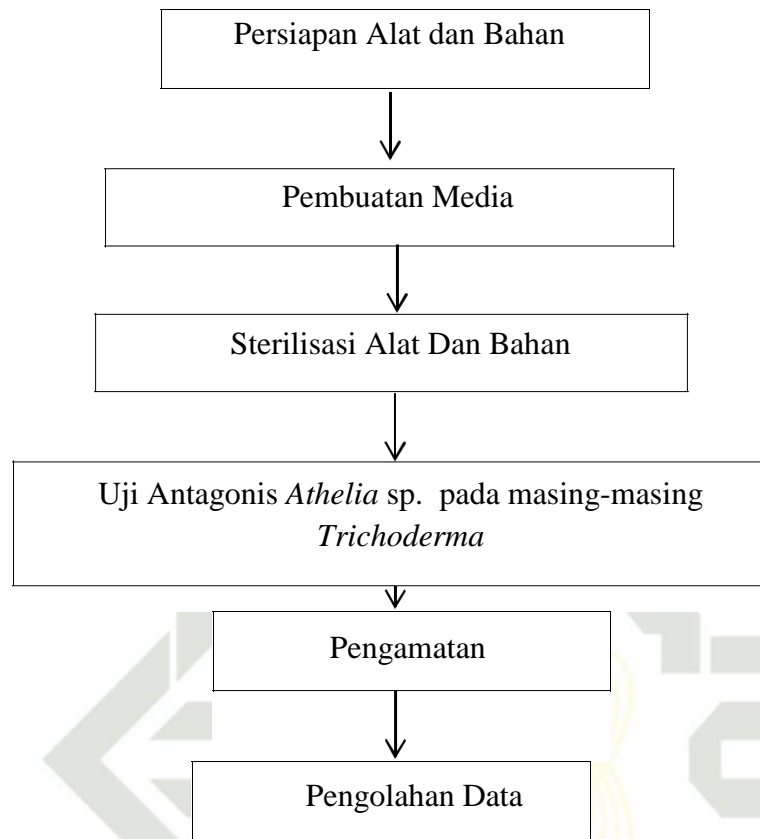 Persiapan Alat dan Bahan
Pembuatan Media
Sterilisasi Alat Dan Bahan
Uji Antagonis Athelia sp. pada masing-masing
Trichoderma
Pengamatan
Pengolahan Data